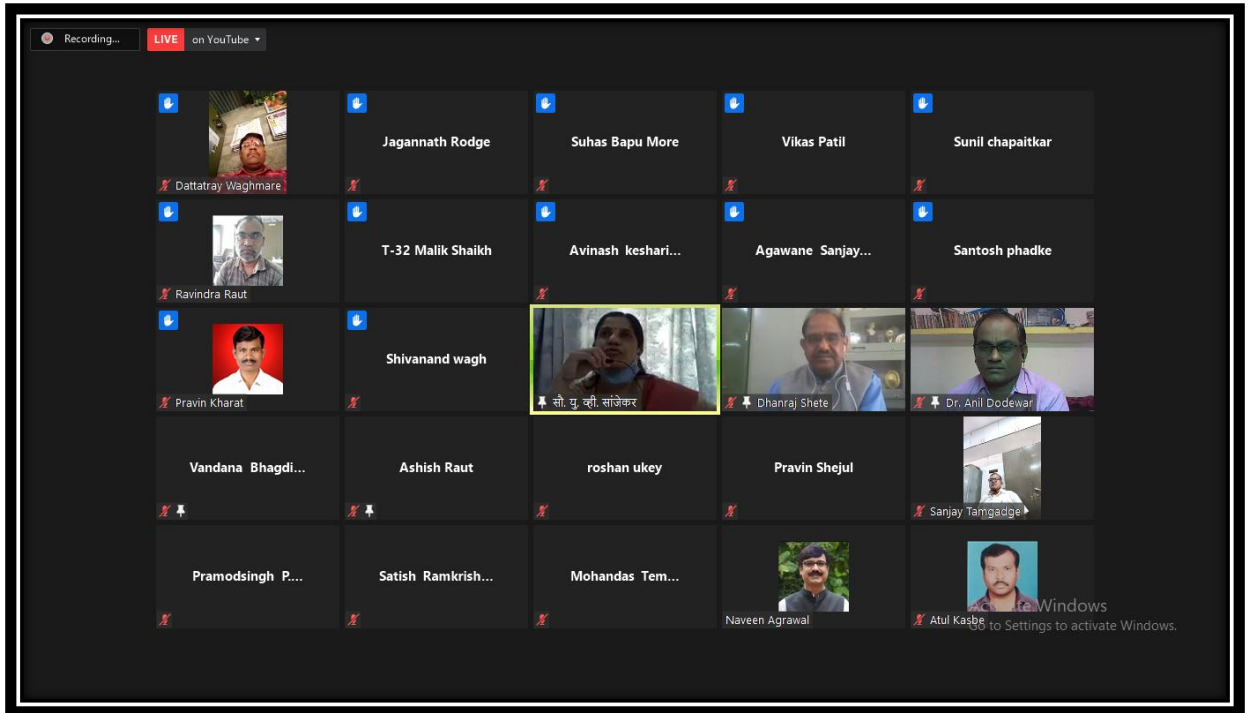 Recording...
LIVE on YouTube
Dattatray Waghmare
Jagannath Rodge
Suhas Bapu More
Vikas Patil
Sunil chapaitkar
Ravindra Raut
T-32 Malik Shaikh
Avinash keshari...
Agawane Sanjay...
Santosh phadke
Pravin Kharat
Shivanand wagh
सौ. यु. व्ही. सांजेकर
Dhanraj Shete
Dr. Anil Dodewar
Vandana Bhagdi...
Ashish Raut
roshan ukey
Pravin Shejul
Sanjay Tamgadge
Pramodsingh P....
Satish Ramkrish...
Mohandas Tem...
Naveen Agrawal
Atul Kasbe
Activate Windows
Go to Settings to activate Windows.